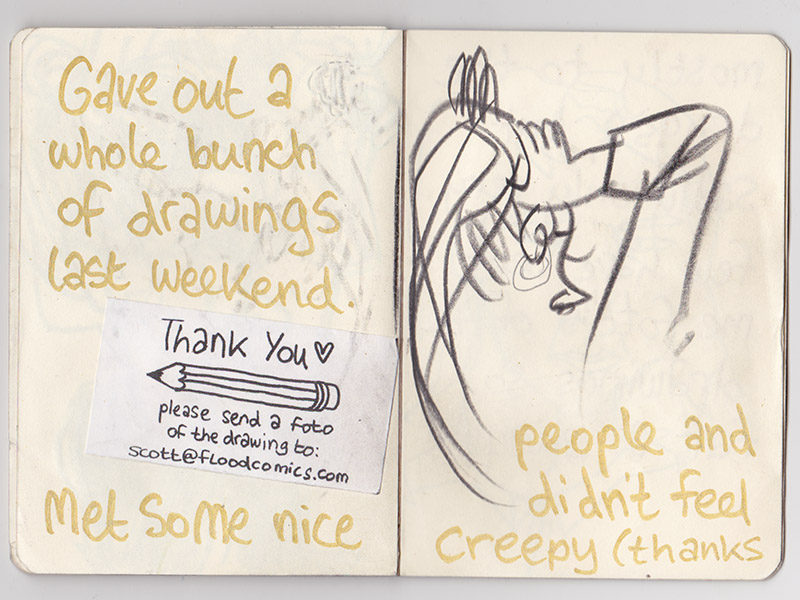 Gave out a
whole bunch
of drawings
last weekend.
Thank You
please send a foto
of the drawing to:
scott@floodcomics.com
Met some nice
people and
didn't feel
creepy (thanks